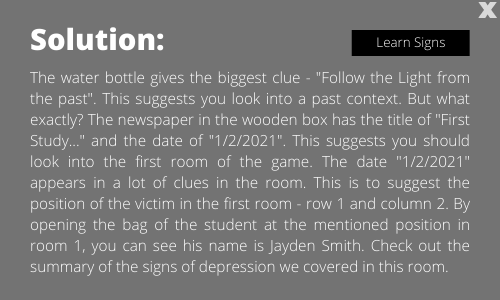 X
Solution:
Learn Signs
The water bottle gives the biggest clue - "Follow the Light from
the past". This suggests you look into a past context. But what
exactly? The newspaper in the wooden box has the title of "First
Study..." and the date of "1/2/2021". This suggests you should
look into the first room of the game. The date "1/2/2021"
appears in a lot of clues in the room. This is to suggest the
position of the victim in the first room - row 1 and column 2. By
opening the bag of the student at the mentioned position in
room 1, you can see his name is Jayden Smith. Check out the
summary of the signs of depression we covered in this room.